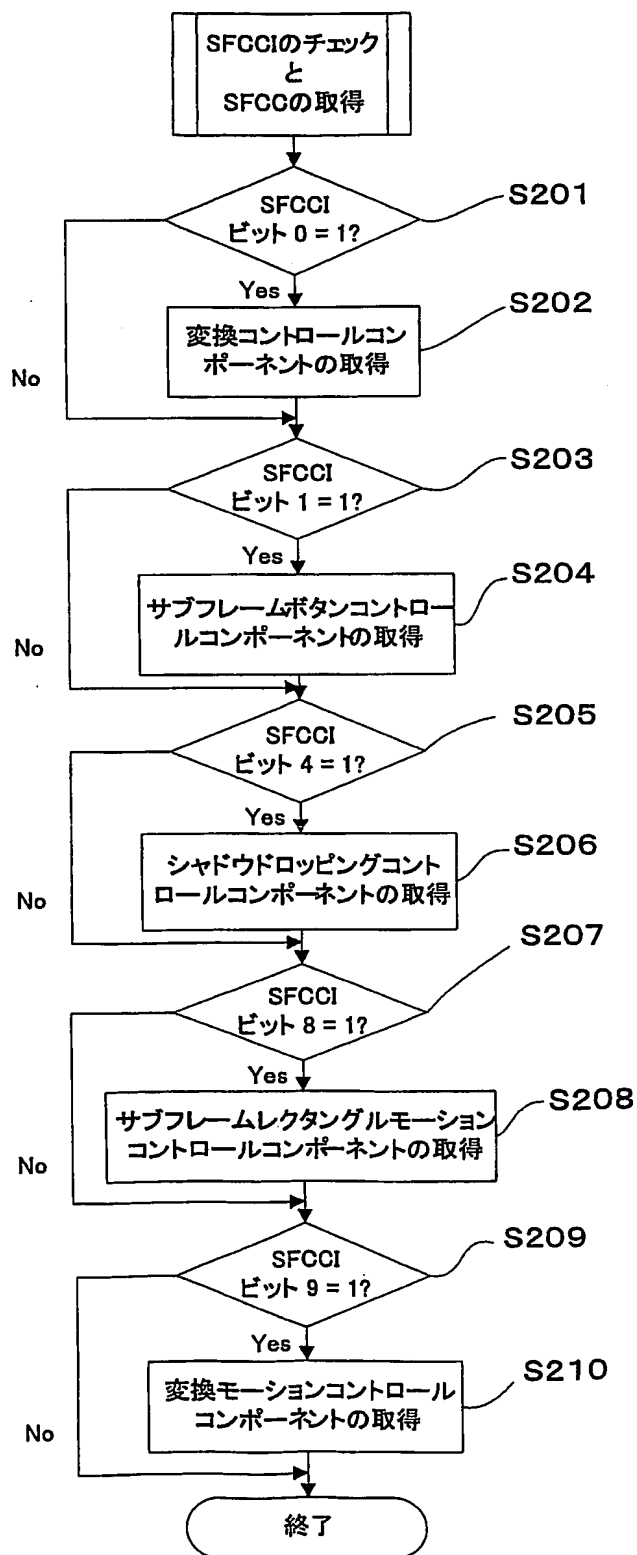 SFCCIのチェック
と
SFCCの取得
SFCCI
ビット 0 = 1?
S201
Yes
No
変換コントロールコン
ポーネントの取得
S202
SFCCI
ビット 1 = 1?
S203
Yes
No
サブフレームボタンコントロー
ルコンポーネントの取得
S204
SFCCI
ビット 4 = 1?
S205
Yes
No
シャドウドロッピングコント
ロールコンポーネントの取得
S206
SFCCI
ビット 8 = 1?
S207
Yes
No
サブフレームレクタングルモーション
コントロールコンポーネントの取得
S208
SFCCI
ビット 9 = 1?
S209
Yes
No
変換モーションコントロール
コンポーネントの取得
S210
終了